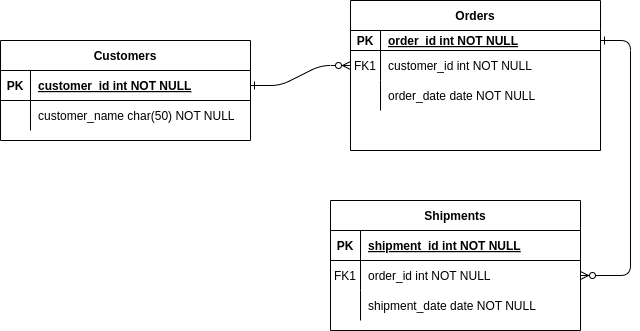 Customers
PK customer_id int NOT NULL
customer_name char(50) NOT NULL
Orders
PK order_id int NOT NULL
FK1 customer_id int NOT NULL
order_date date NOT NULL
Shipments
PK shipment_id int NOT NULL
FK1 order_id int NOT NULL
shipment_date date NOT NULL